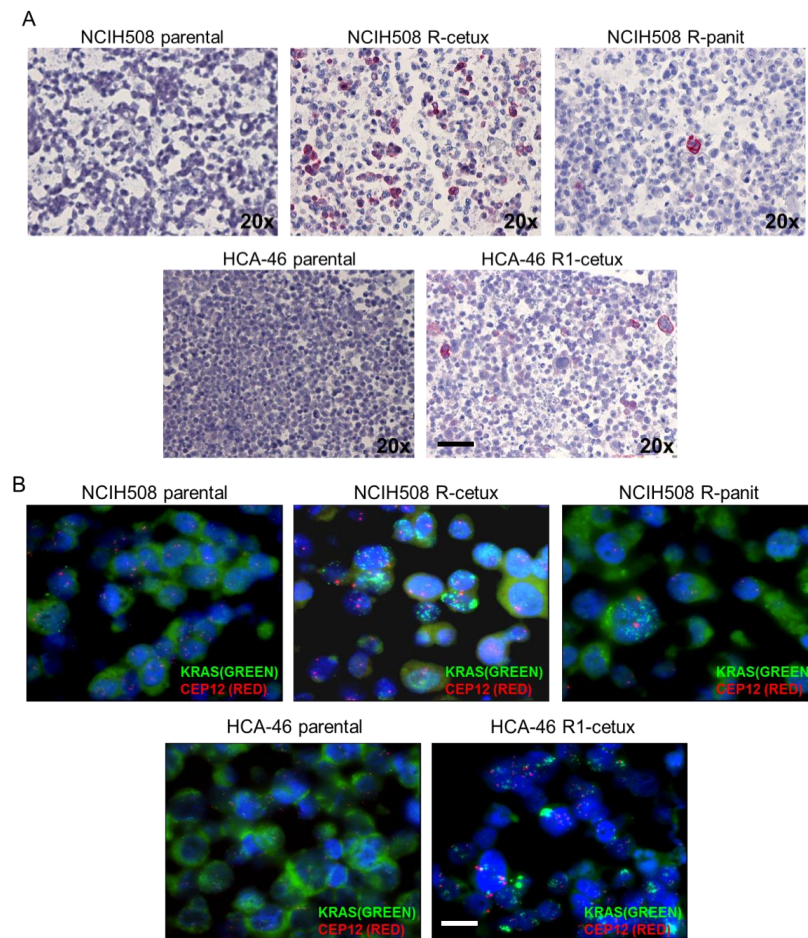 A
NCIH508 parental
NCIH508 R-cetux
NCIH508 R-panit
20x
20x
20x
HCA-46 parental
HCA-46 R1-cetux
20x
20x
B
NCIH508 parental
NCIH508 R-cetux
NCIH508 R-panit
KRAS(GREEN)
CEP12 (RED)
KRAS(GREEN)
CEP12 (RED)
KRAS(GREEN)
CEP12 (RED)
HCA-46 parental
HCA-46 R1-cetux
KRAS(GREEN)
CEP12 (RED)
KRAS(GREEN)
CEP12 (RED)